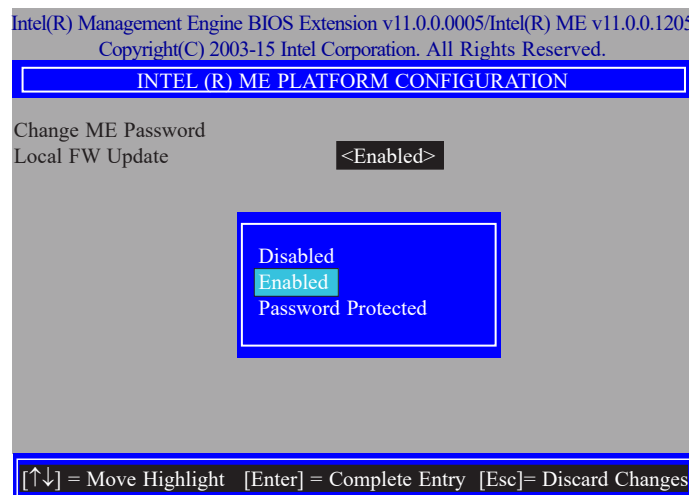 Intel(R) Management Engine BIOS Extension v11.0.0.0005/Intel(R) ME v11.0.0.1205
Copyright(C) 2003-15 Intel Corporation. All Rights Reserved.
INTEL (R) ME PLATFORM CONFIGURATION
Change ME Password
Local FW Update <Enabled>
Disabled
Enabled
Password Protected
[↑↓] = Move Highlight [Enter] = Complete Entry [Esc]= Discard Changes